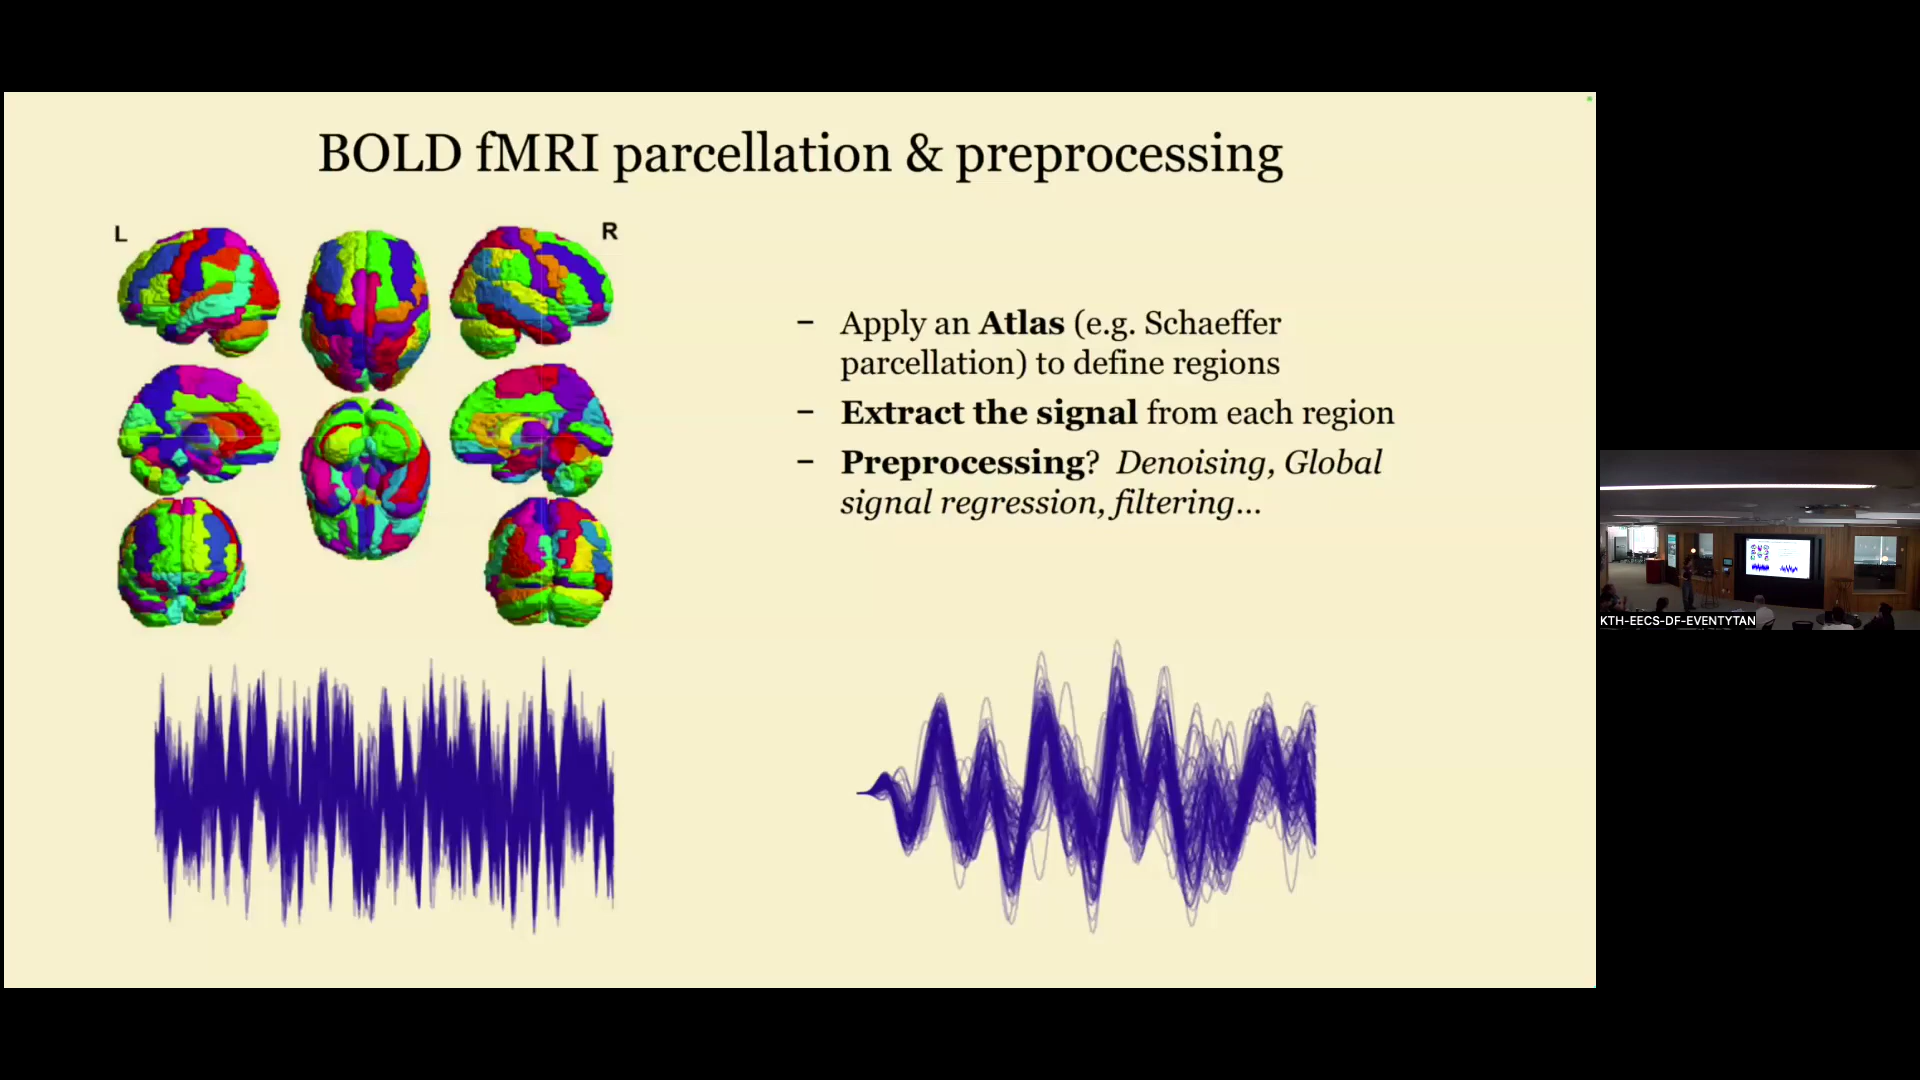 BOLD fMRI parcellation & preprocessing
L
R
– Apply an Atlas (e.g. Schaeffer
parcellation) to define regions
– Extract the signal from each region
– Preprocessing? Denoising, Global
signal regression, filtering...
KTH-EECS-DF-EVENTYTAN